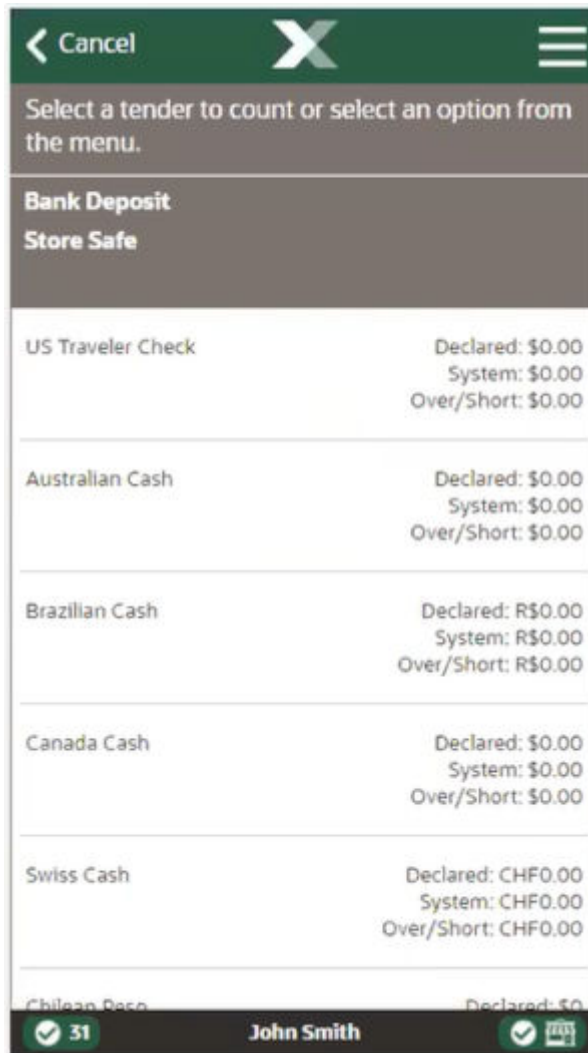 Cancel
Select a tender to count or select an option from
the menu.
Bank Deposit
Store Safe
US Traveler Check
Declared: $0.00
System: $0.00
Over/Short: $0.00
Australian Cash
Declared: $0.00
System: $0.00
Over/Short: $0.00
Brazilian Cash
Declared: R$0.00
System: R$0.00
Over/Short: R$0.00
Canada Cash
Declared: $0.00
System: $0.00
Over/Short: $0.00
Swiss Cash
Declared: CHF0.00
System: CHF0.00
Over/Short: CHF0.00
Chilean Peso
Declared: $0
31
John Smith